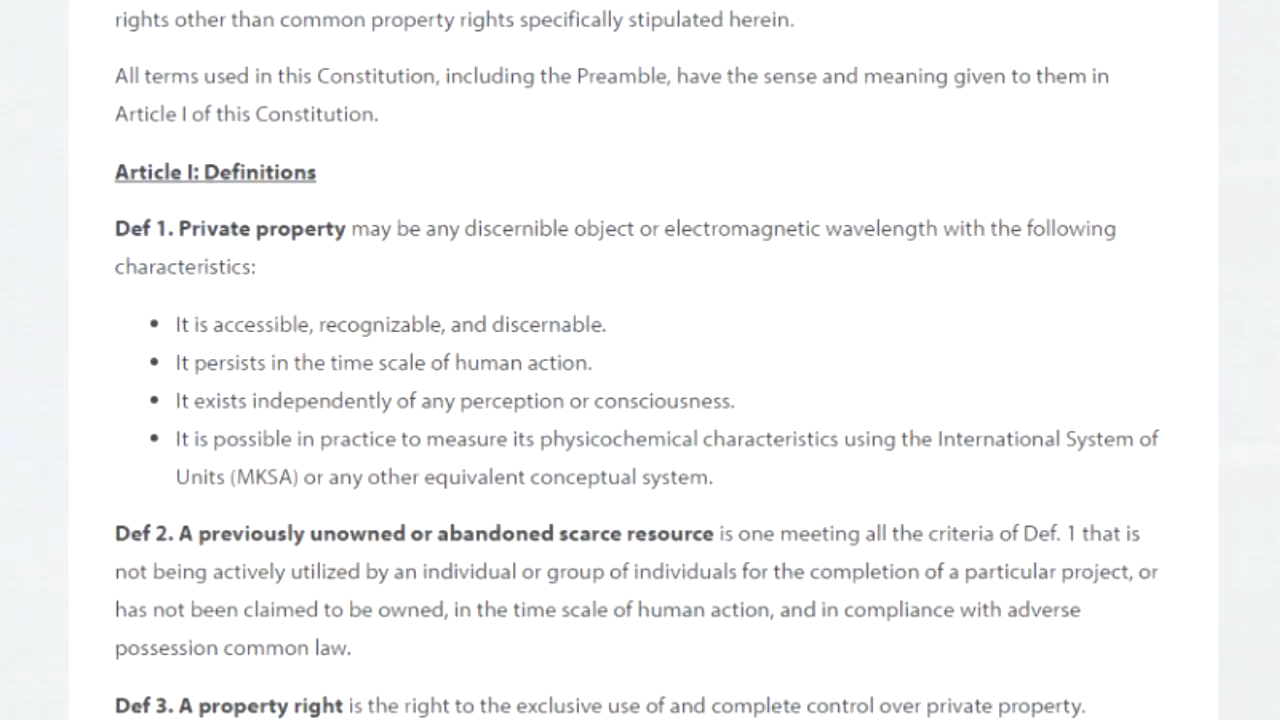 rights other than common property rights specifically stipulated herein.
All terms used in this Constitution, including the Preamble, have the sense and meaning given to them in
Article I of this Constitution.
Article I: Definitions
Def 1. Private property may be any discernible object or electromagnetic wavelength with the following
characteristics:
• It is accessible, recognizable, and discernable.
• It persists in the time scale of human action.
• It exists independently of any perception or consciousness.
• It is possible in practice to measure its physicochemical characteristics using the International System of
Units (MKSA) or any other equivalent conceptual system.
Def 2. A previously unowned or abandoned scarce resource is one meeting all the criteria of Def. 1 that is
not being actively utilized by an individual or group of individuals for the completion of a particular project, or
has not been claimed to be owned, in the time scale of human action, and in compliance with adverse
possession common law.
Def 3. A property right is the right to the exclusive use of and complete control over private property.